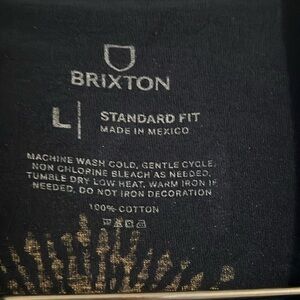 BRIXTON
L
STANDARD FIT
MADE IN MEXICO
MACHINE WASH COLD, GENTLE CYCLE,
NON CHLORINE BLEACH AS NEEDED,
TUMBLE DRY LOW HEAT, WARM IRON IF
NEEDED, DO NOT IRON DECORATION
100% COTTON